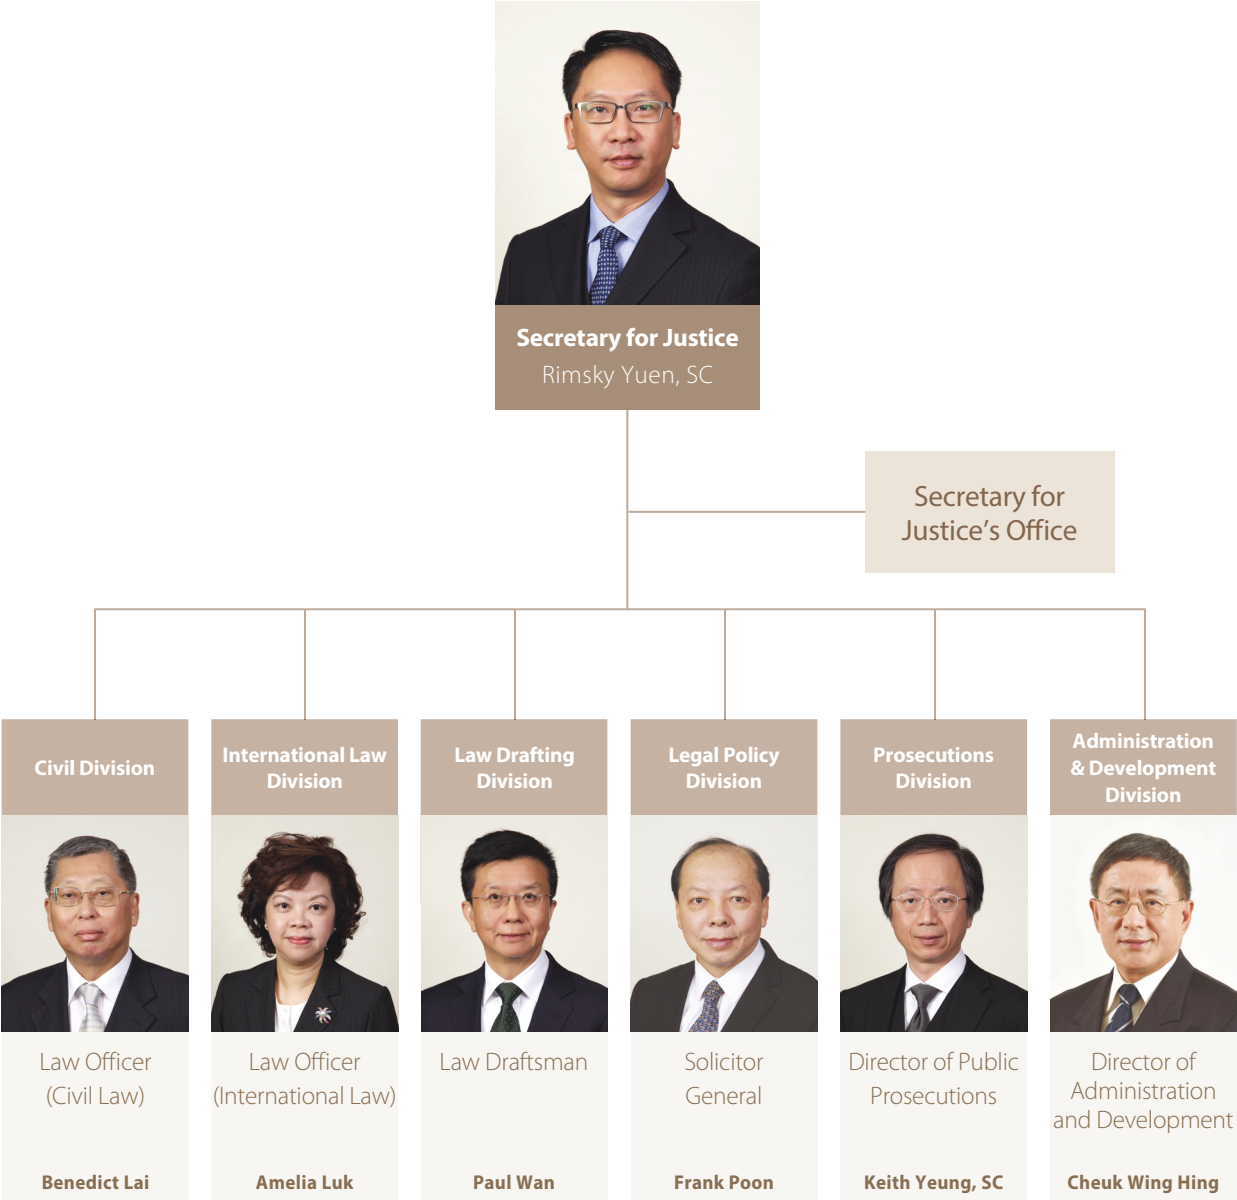 Secretary for Justice
Rimsky Yuen, SC
Secretary for
Justice’s Office
Civil Division
International Law
Division
Law Drafting
Division
Legal Policy
Division
Prosecutions
Division
Administration
& Development
Division
Law Officer
(Civil Law)
Benedict Lai
Law Officer
(International Law)
Amelia Luk
Law Draftsman
Paul Wan
Solicitor
General
Frank Poon
Director of Public
Prosecutions
Keith Yeung, SC
Director of
Administration
and Development
Cheuk Wing Hing